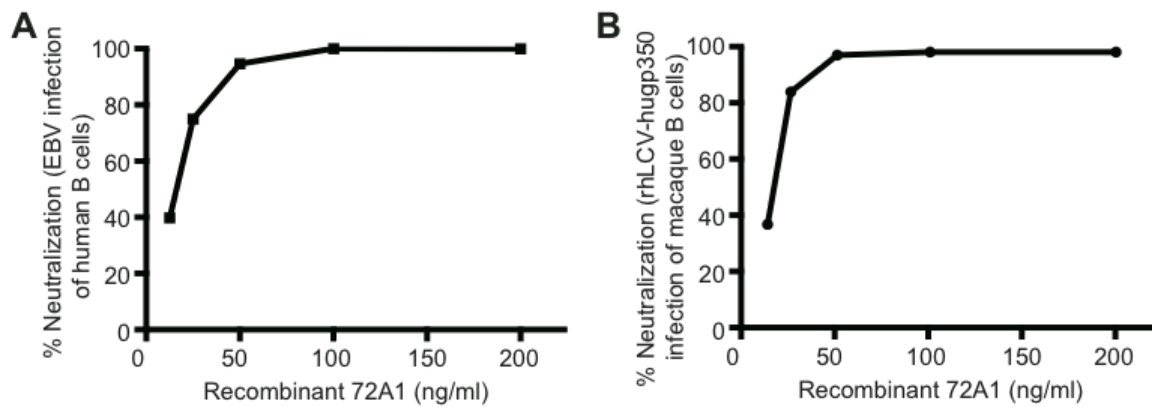 A
% Neutralization (EBV infection
of human B cells)
100
80
60
40
20
0
0 50 100 150 200
Recombinant 72A1 (ng/ml)
B
% Neutralization (rhLCV-hugp350
infection of macaque B cells)
100
80
60
40
20
0
0 50 100 150 200
Recombinant 72A1 (ng/ml)